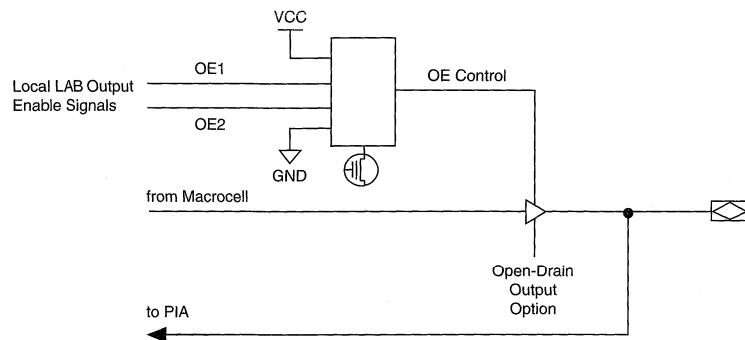 VCC
OE1
Local LAB Output
Enable Signals
OE2
OE Control
GND
from Macrocell
Open-Drain
Output
Option
to PIA